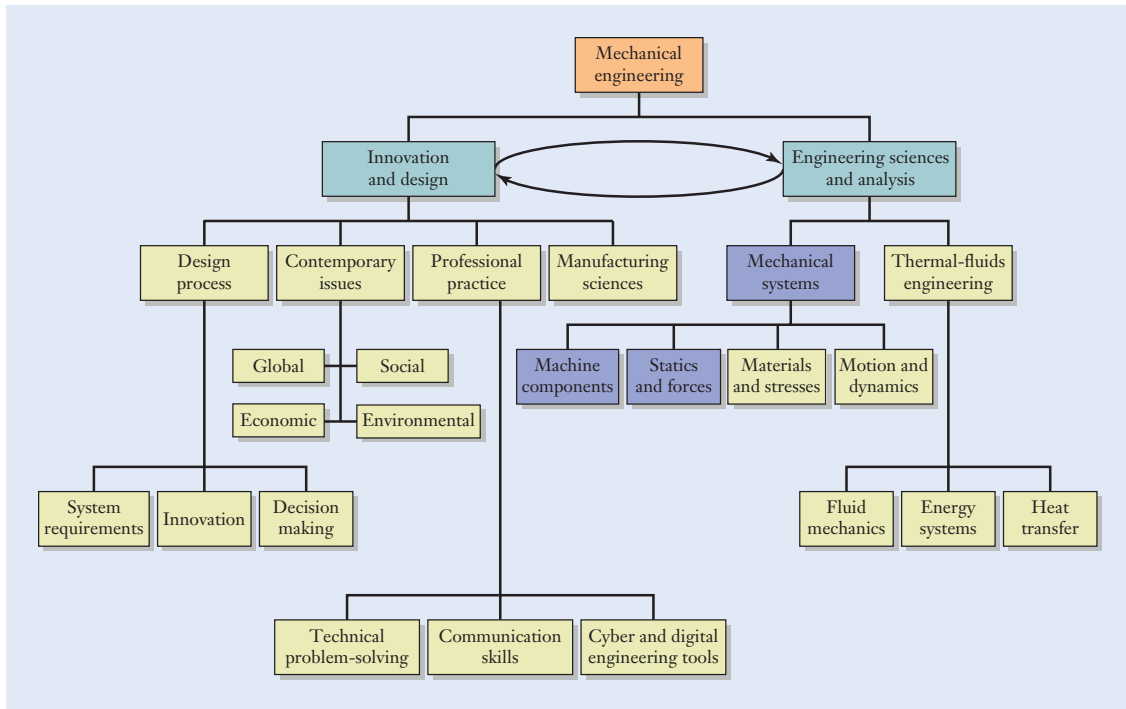 Mechanical
engineering
Innovation
and design
Engineering sciences
and analysis
Design
process
Contemporary
issues
Professional
practice
Manufacturing
sciences
Mechanical
systems
Thermal-fluids
engineering
Global
Social
Economic
Environmental
Machine
components
Statics
and forces
Materials
and stresses
Motion and
dynamics
System
requirements
Innovation
Decision
making
Fluid
mechanics
Energy
systems
Heat
transfer
Technical
problem-solving
Communication
skills
Cyber and digital
engineering tools